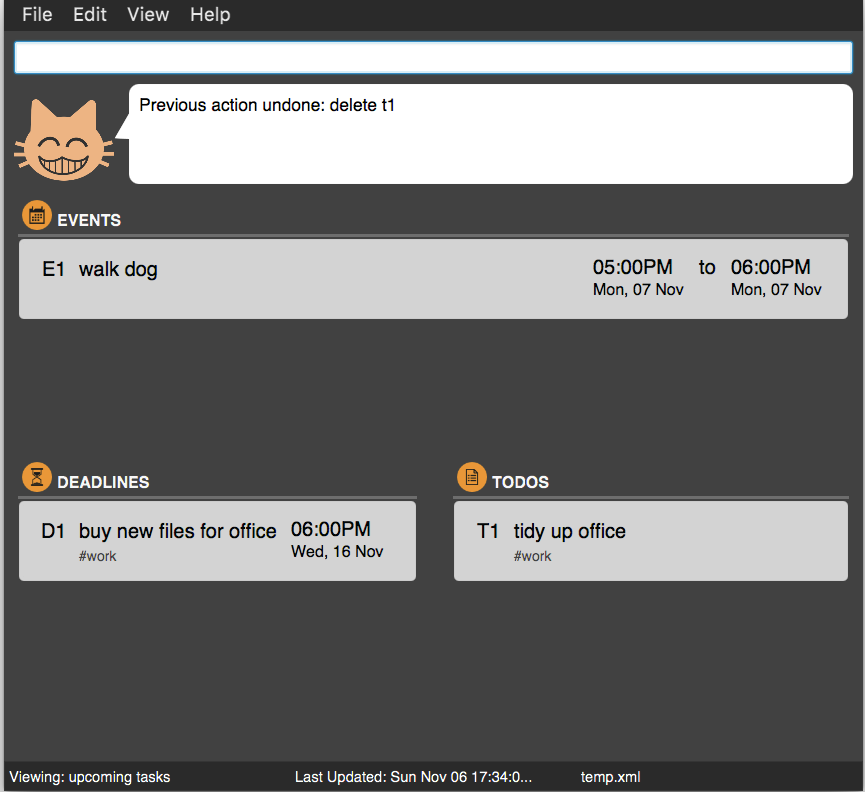 File Edit View Help
Previous action undone: delete t1
EVENTS
E1 walk dog 05:00PM to 06:00PM
Mon, 07 Nov Mon, 07 Nov
DEADLINES
D1 buy new files for office 06:00PM
#work Wed, 16 Nov
TODOS
T1 tidy up office
#work
Viewing: upcoming tasks Last Updated: Sun Nov 06 17:34:0... temp.xml